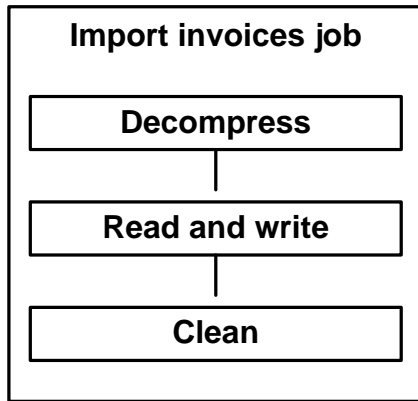 Import invoices job
Decompress
Read and write
Clean